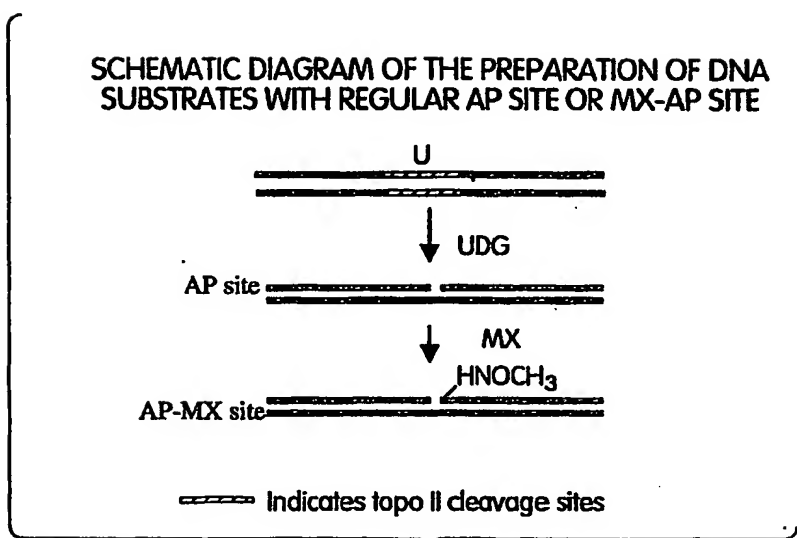 SCHEMATIC DIAGRAM OF THE PREPARATION OF DNA
SUBSTRATES WITH REGULAR AP SITE OR MX-AP SITE
U
UDG
AP site
MX
HNOCH₃
AP-MX site
Indicates topo II cleavage sites